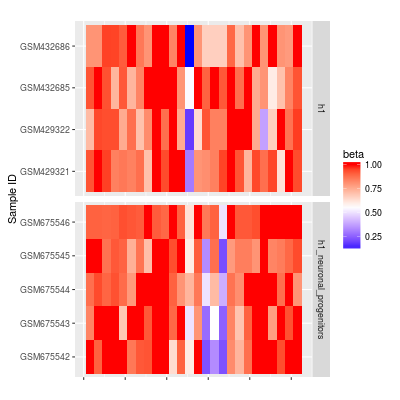 Sample ID
GSM432686
GSM432685
GSM429322
GSM429321
h1
GSM675546
GSM675545
GSM675544
GSM675543
GSM675542
h1_neuronal_progenitors
beta
1.00
0.75
0.50
0.25